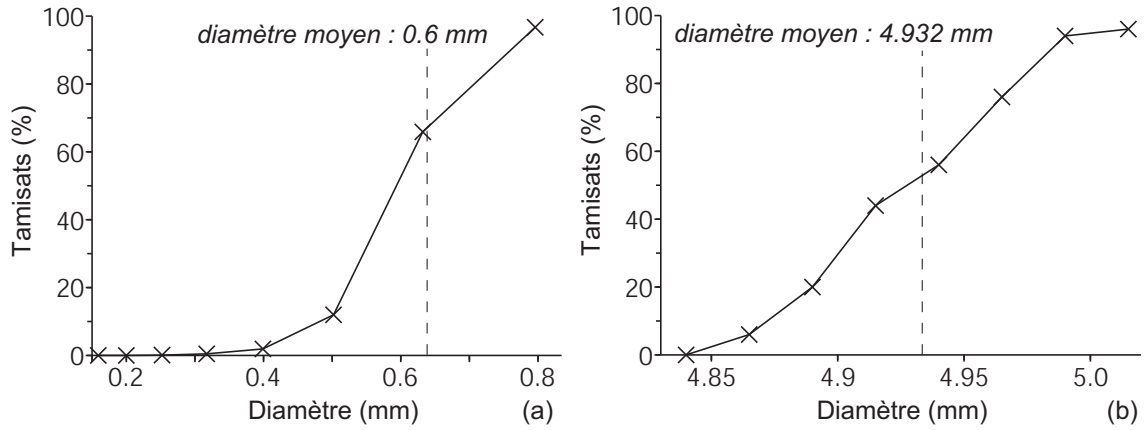 diamètre moyen : 0.6 mm
Tamisats (%)
100
80
60
40
20
0
0.2
0.4
0.6
0.8
Diamètre (mm)
(a)
diamètre moyen : 4.932 mm
Tamisats (%)
100
80
60
40
20
0
4.85
4.9
4.95
5.0
Diamètre (mm)
(b)